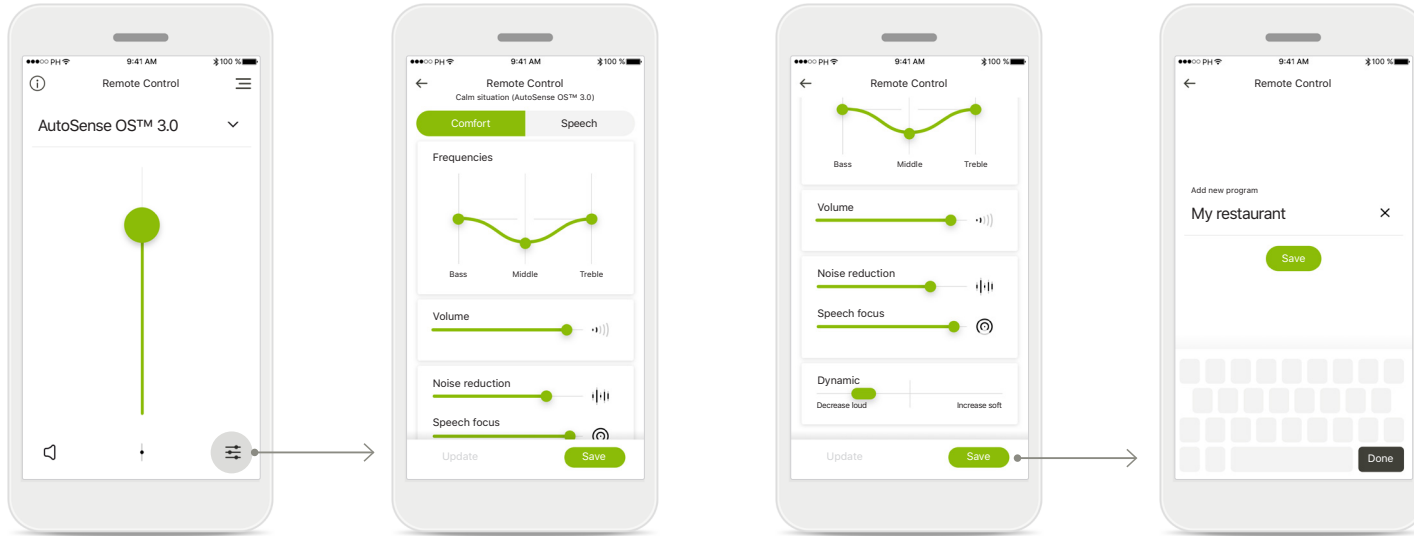 PH 9:41 AM 100 %
Remote Control
AutoSense OS™ 3.0
PH 9:41 AM 100 %
Remote Control
Calm situation (AutoSense OS™ 3.0)
Comfort Speech
Frequencies
Bass Middle Treble
Volume
Noise reduction
Speech focus
Update Save
PH 9:41 AM 100 %
Remote Control
Bass Middle Treble
Volume
Noise reduction
Speech focus
Dynamic
Decrease loud Increase soft
Update Save
PH 9:41 AM 100 %
Remote Control
Add new program
My restaurant
Save
Done